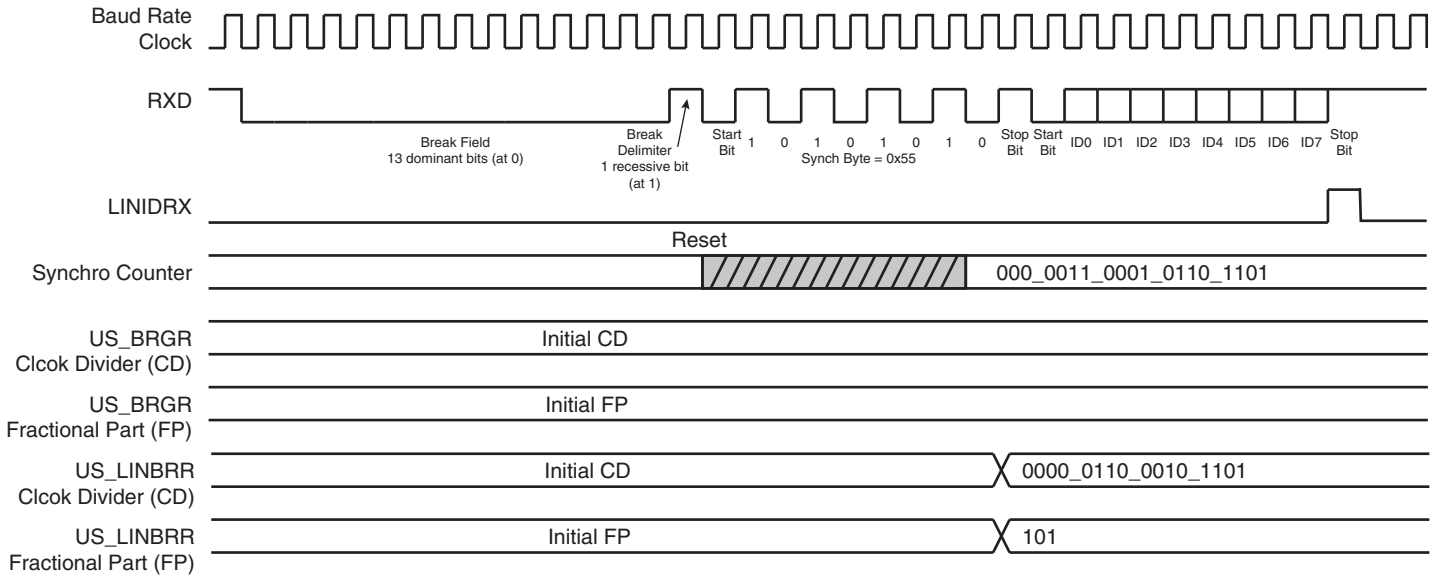 Baud Rate
Clock
RXD
Break Field
13 dominant bits (at 0)
Break
Delimiter
1 recessive bit
(at 1)
Start
Bit
1 0 1 0 1 0 1 0
Synch Byte = 0x55
Stop
Bit
Start
Bit
ID0 ID1 ID2 ID3 ID4 ID5 ID6 ID7
Stop
Bit
LINIDRX
Reset
Synchro Counter
000_0011_0001_0110_1101
US_BRGR
Clcok Divider (CD)
Initial CD
US_BRGR
Fractional Part (FP)
Initial FP
US_LINBRR
Clcok Divider (CD)
Initial CD
0000_0110_0010_1101
US_LINBRR
Fractional Part (FP)
Initial FP
101